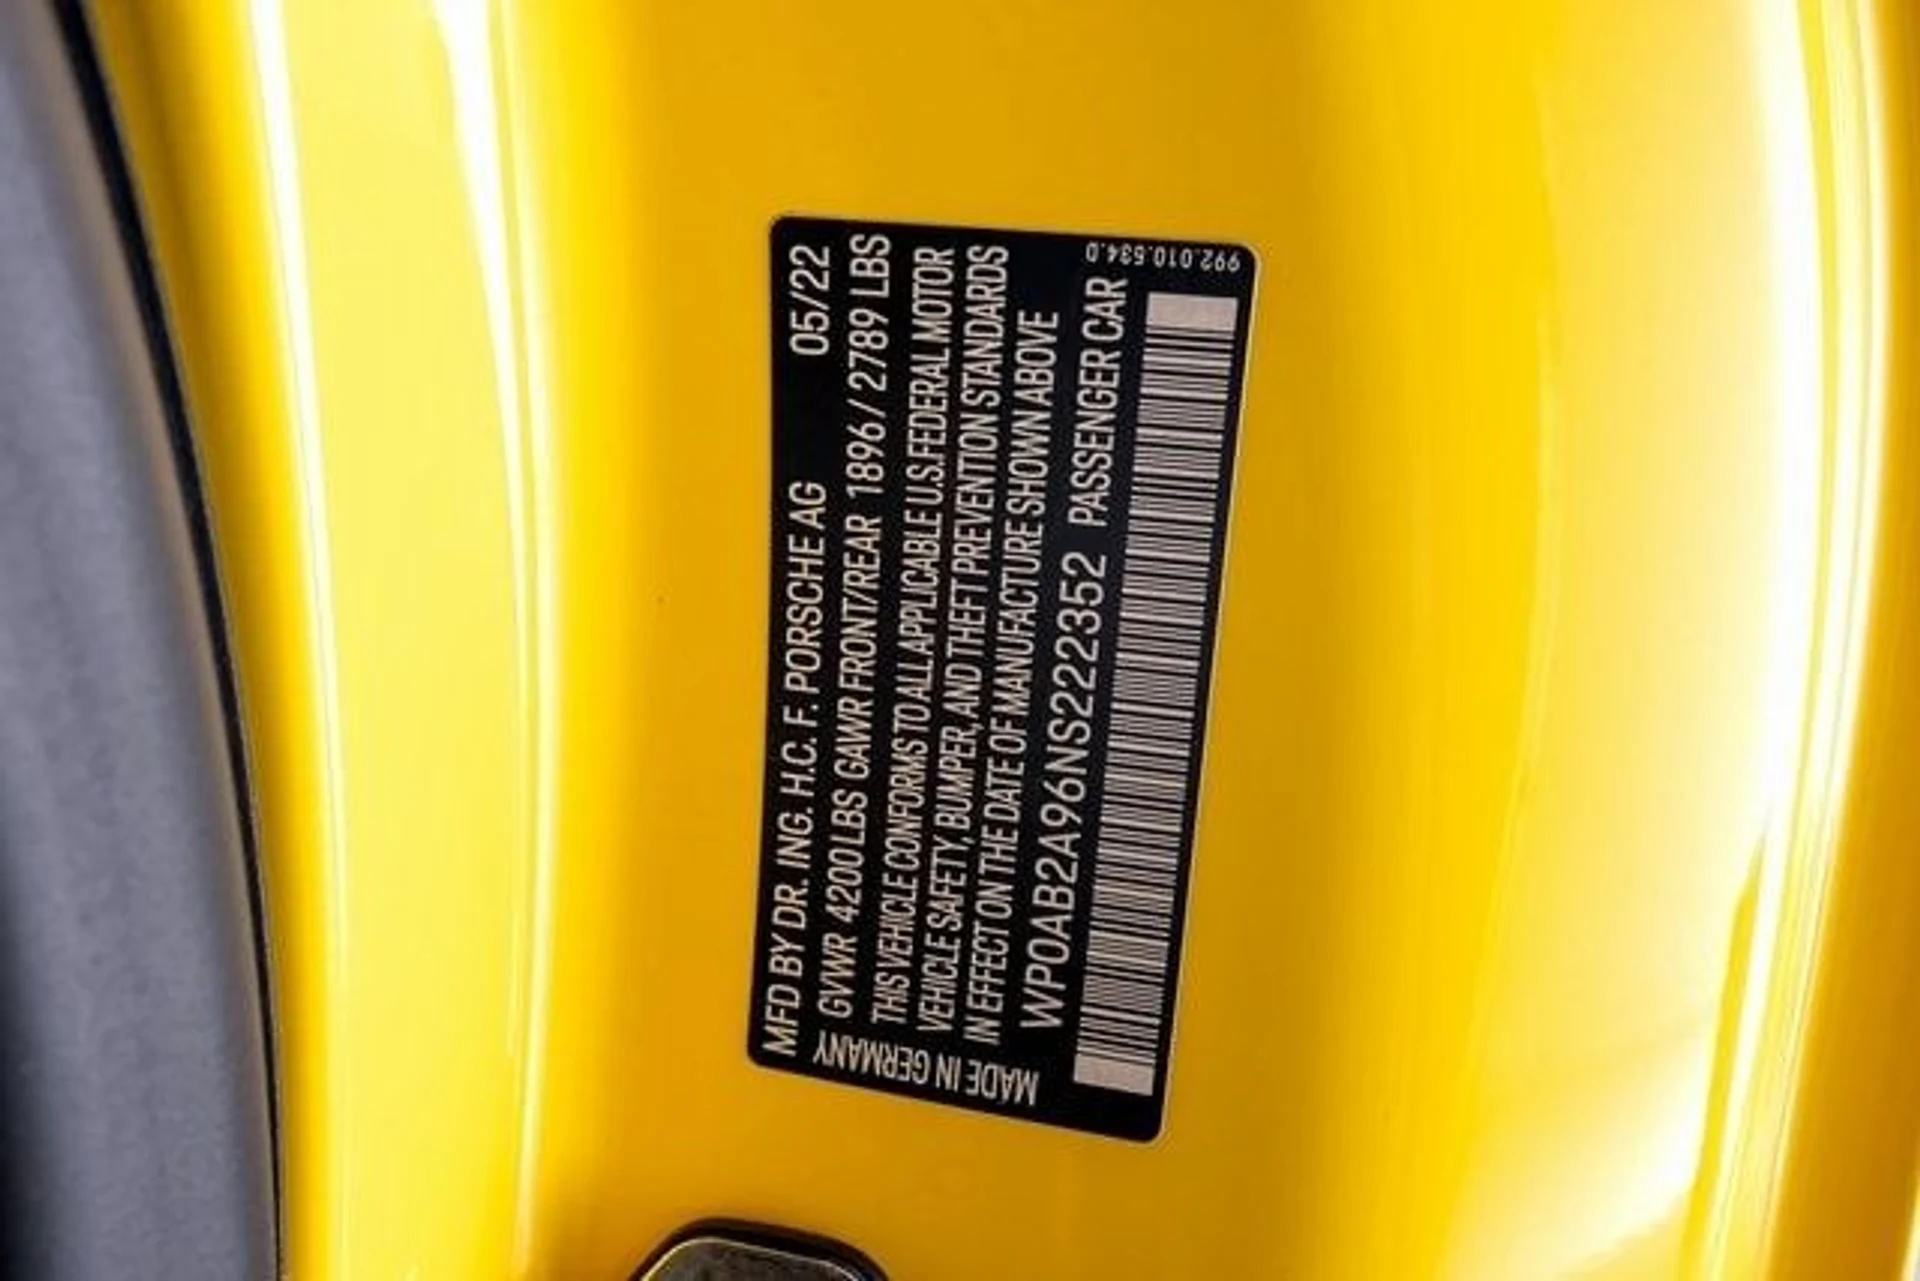 MFD BY DR. ING. H.C. F. PORSCHE AG 05/22
GVWR 4200 LBS GAWR FRONT/REAR 1896 / 2789 LBS
THIS VEHICLE CONFORMS TO ALL APPLICABLE U.S. FEDERAL MOTOR
VEHICLE SAFETY, BUMPER, AND THEFT PREVENTION STANDARDS
IN EFFECT ON THE DATE OF MANUFACTURE SHOWN ABOVE
WP0AB2A96NS222352 PASSENGER CAR
MADE IN GERMANY
992.010.534.D